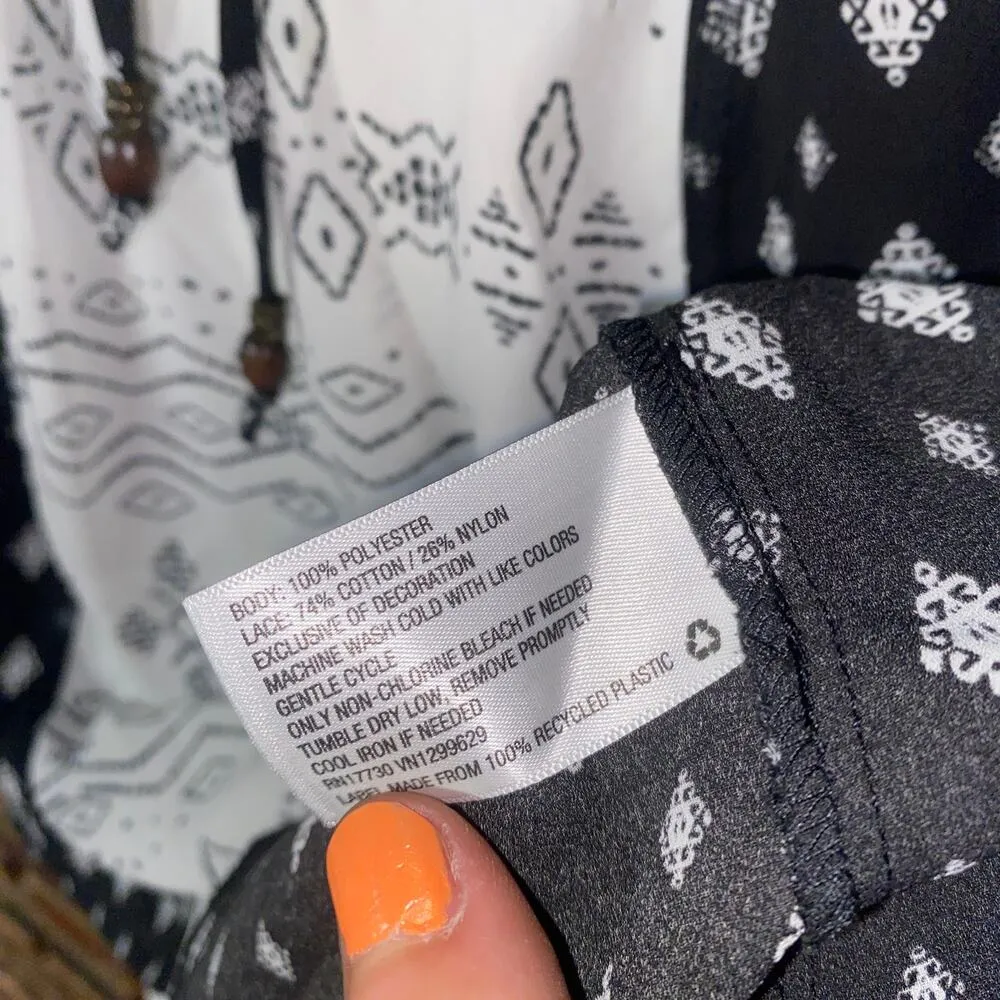 BODY: 100% POLYESTER
LACE: 74% COTTON / 26% NYLON
EXCLUSIVE OF DECORATION
MACHINE WASH COLD WITH LIKE COLORS
GENTLE CYCLE
ONLY NON-CHLORINE BLEACH IF NEEDED
TUMBLE DRY LOW, REMOVE PROMPTLY
COOL IRON IF NEEDED
RN17730 VN1299629
LABEL MADE FROM 100% RECYCLED PLASTIC